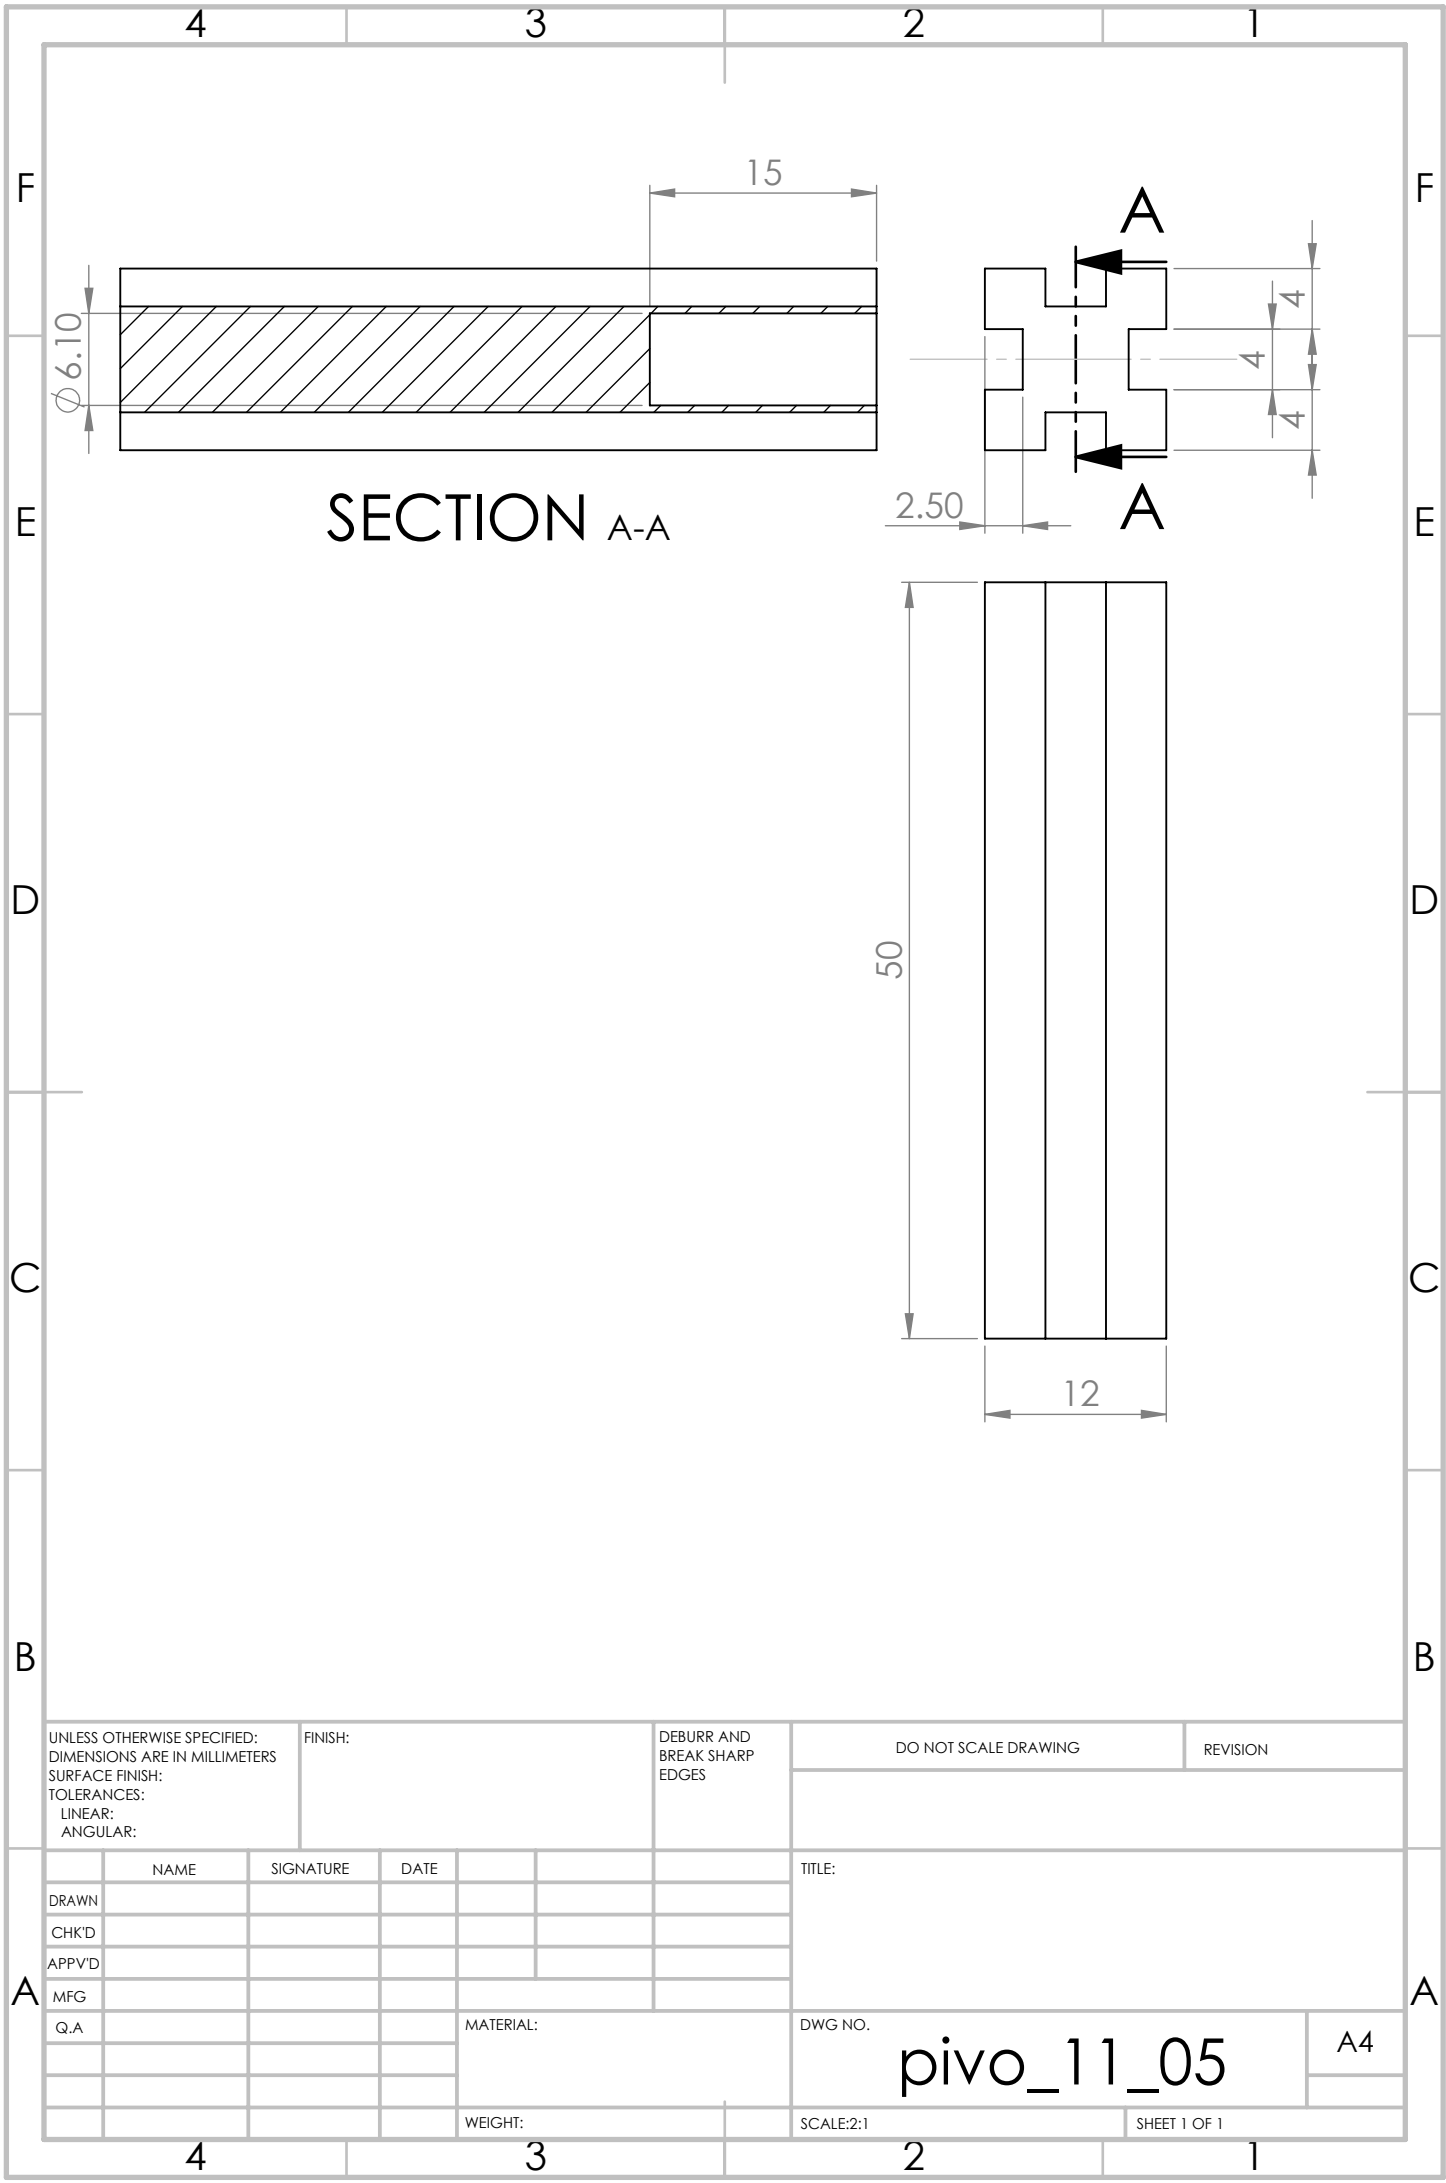 4 3 2 1
F F
15
A
4
4
4
Ø 6.10
2.50
A
SECTION A-A
E E
50
D D
C C
12
B B
UNLESS OTHERWISE SPECIFIED:
DIMENSIONS ARE IN MILLIMETERS
SURFACE FINISH:
TOLERANCES:
LINEAR:
ANGULAR:
FINISH:
DEBURR AND
BREAK SHARP
EDGES
DO NOT SCALE DRAWING
REVISION
NAME SIGNATURE DATE
DRAWN
CHK'D
APPV'D
MFG
Q.A
TITLE:
A A
MATERIAL:
DWG NO.
pivo_11_05
A4
WEIGHT:
SCALE:2:1
SHEET 1 OF 1
4 3 2 1